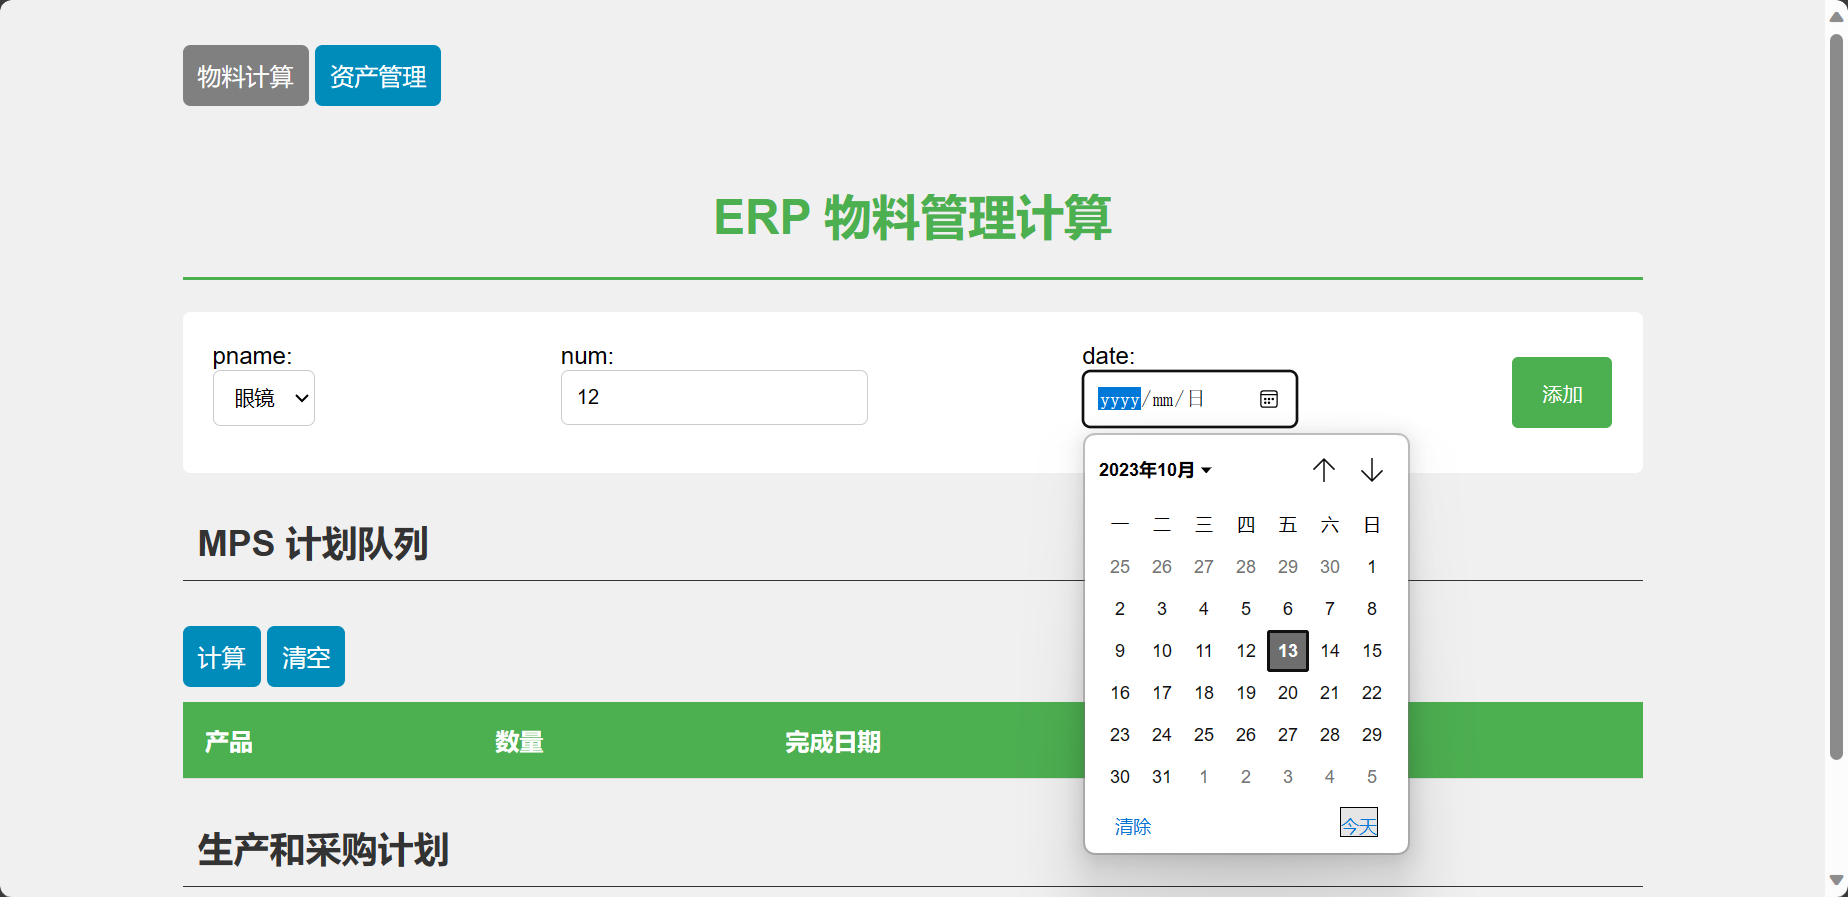 物料计算 资产管理
ERP 物料管理计算
pname: num: date:
眼镜 12 yyyy/mm/日 添加
2023年10月
一 二 三 四 五 六 日
25 26 27 28 29 30 1
2 3 4 5 6 7 8
9 10 11 12 13 14 15
16 17 18 19 20 21 22
23 24 25 26 27 28 29
30 31 1 2 3 4 5
清除 今天
MPS 计划队列
计算 清空
产品 数量 完成日期
生产和采购计划